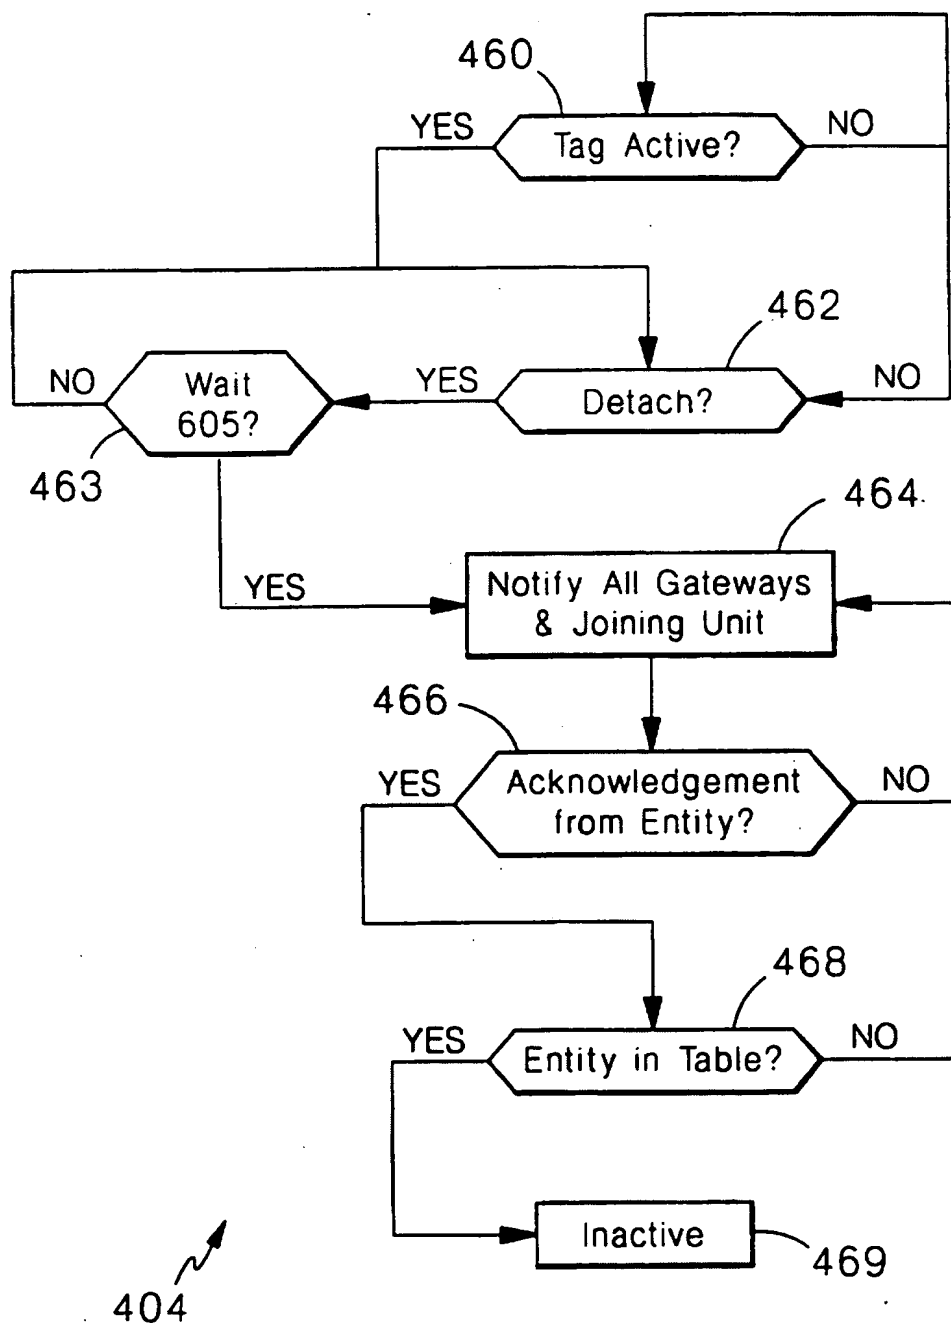 460
YES
Tag Active?
NO
462
NO
Wait
605?
YES
Detach?
NO
463
464
YES
Notify All Gateways
& Joining Unit
466
YES
Acknowledgement
from Entity?
NO
468
YES
Entity in Table?
NO
Inactive
469
404